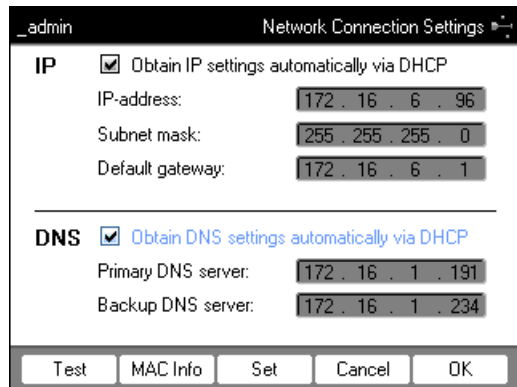 _admin Network Connection Settings
IP Obtain IP settings automatically via DHCP
IP-address: 172 . 16 . 6 . 96
Subnet mask: 255 . 255 . 255 . 0
Default gateway: 172 . 16 . 6 . 1
DNS Obtain DNS settings automatically via DHCP
Primary DNS server: 172 . 16 . 1 . 191
Backup DNS server: 172 . 16 . 1 . 234
Test MAC Info Set Cancel OK